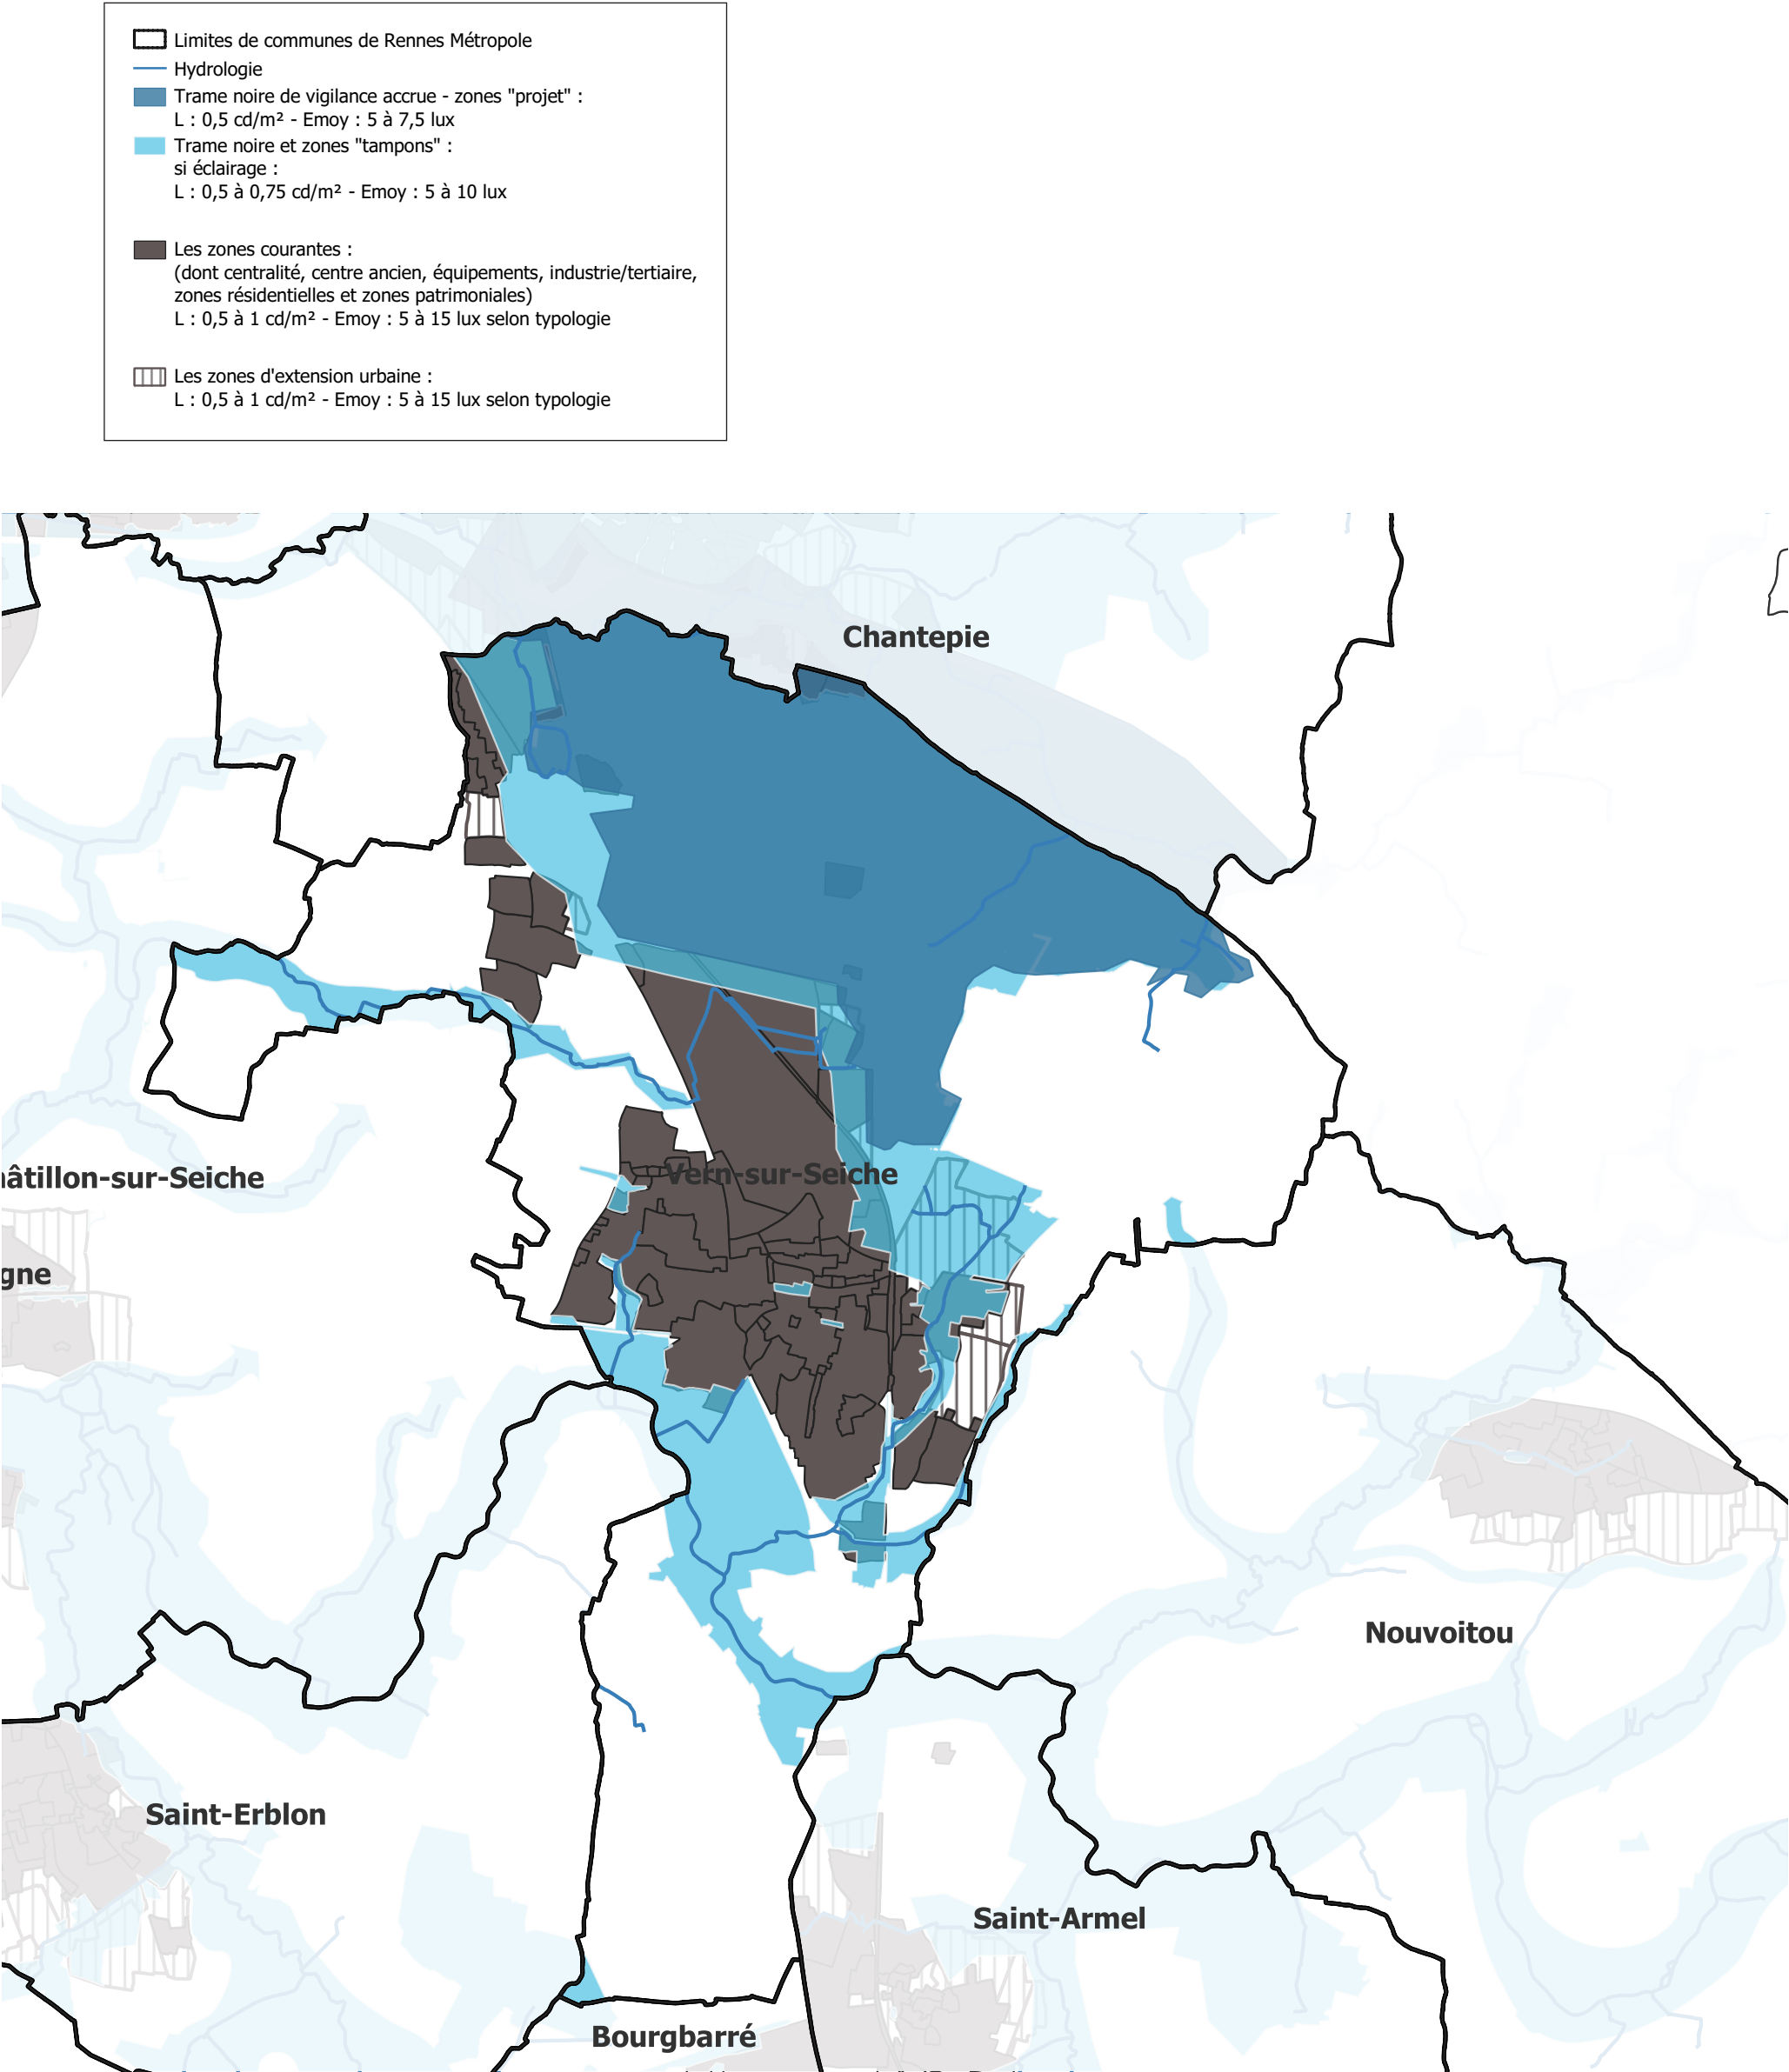 Limites de communes de Rennes Métropole
Hydrologie
Trame noire de vigilance accrue - zones "projet" :
L : 0,5 cd/m² - Emoy : 5 à 7,5 lux
Trame noire et zones "tampons" :
si éclairage :
L : 0,5 à 0,75 cd/m² - Emoy : 5 à 10 lux
Les zones courantes :
(dont centralité, centre ancien, équipements, industrie/tertiaire,
zones résidentielles et zones patrimoniales)
L : 0,5 à 1 cd/m² - Emoy : 5 à 15 lux selon typologie
Les zones d'extension urbaine :
L : 0,5 à 1 cd/m² - Emoy : 5 à 15 lux selon typologie
Chantepie
Vern-sur-Seiche
âtillon-sur-Seiche
gne
Nouvoitou
Saint-Erblon
Saint-Armel
Bourgbarré